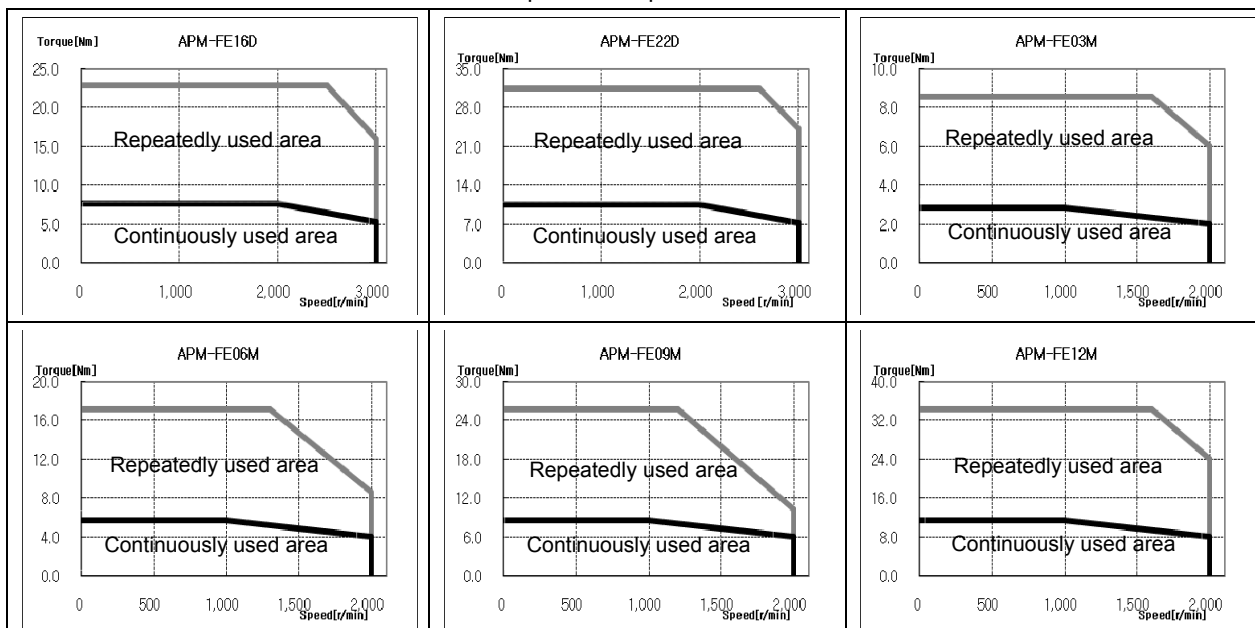 APM-FE16D
Torque[Nm]
25.0
20.0
15.0
10.0
5.0
0.0
Repeatedly used area
Continuously used area
0 1,000 2,000 3,000
Speed[r/min]
APM-FE22D
Torque[Nm]
35.0
28.0
21.0
14.0
7.0
0.0
Repeatedly used area
Continuously used area
0 1,000 2,000 3,000
Speed [r/min]
APM-FE03M
Torque[Nm]
10.0
8.0
6.0
4.0
2.0
0.0
Repeatedly used area
Continuously used area
0 500 1,000 1,500 2,000
Speed[r/min]
APM-FE06M
Torque[Nm]
20.0
16.0
12.0
8.0
4.0
0.0
Repeatedly used area
Continuously used area
0 500 1,000 1,500 2,000
Speed[r/min]
APM-FE09M
Torque[Nm]
30.0
24.0
18.0
12.0
6.0
0.0
Repeatedly used area
Continuously used area
0 500 1,000 1,500 2,000
Speed[r/min]
APM-FE12M
Torque[Nm]
40.0
32.0
24.0
16.0
8.0
0.0
Repeatedly used area
Continuously used area
0 500 1,000 1,500 2,000
Speed[r/min]